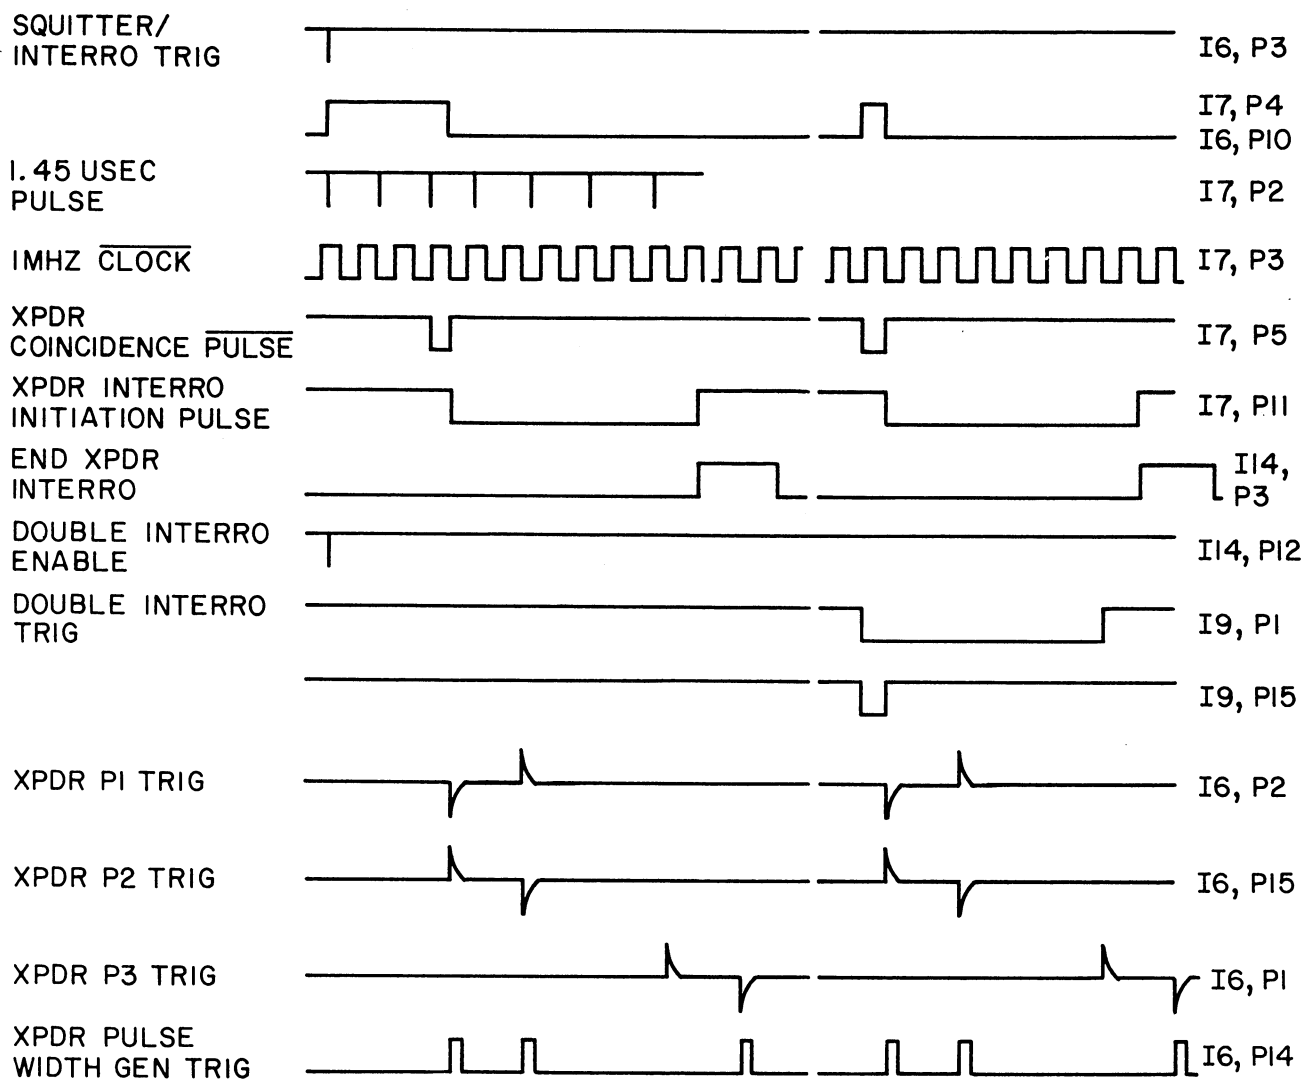 SQUITTER/
INTERRO TRIG
I6, P3
I7, P4
I6, P10
1.45 USEC
PULSE
I7, P2
1MHZ CLOCK
I7, P3
XPDR
COINCIDENCE PULSE
I7, P5
XPDR INTERRO
INITIATION PULSE
I7, P11
END XPDR
INTERRO
I14,
P3
DOUBLE INTERRO
ENABLE
I14, P12
DOUBLE INTERRO
TRIG
I9, P1
I9, P15
XPDR P1 TRIG
I6, P2
XPDR P2 TRIG
I6, P15
XPDR P3 TRIG
I6, P1
XPDR PULSE
WIDTH GEN TRIG
I6, P14